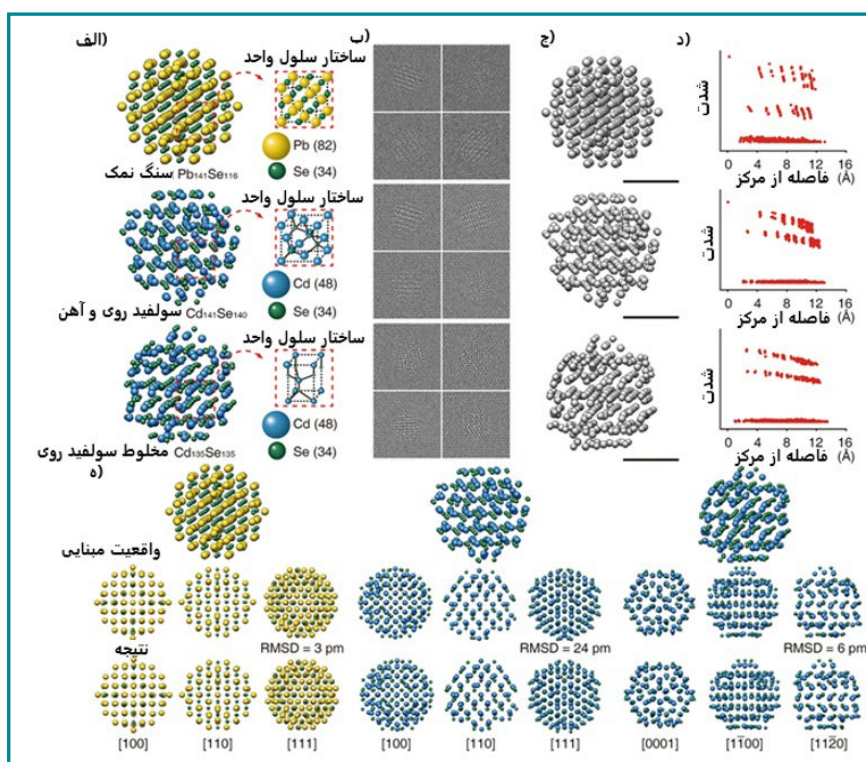 الف)
ساختار سلول واحد
Pb (82)
Se (34)
سنگ نمک Pb141Se116
ساختار سلول واحد
Cd (48)
Se (34)
سولفید روی و آهن Cd141Se140
ساختار سلول واحد
Cd (48)
Se (34)
مخلوط سولفید روی Cd135Se135
ب)
ج)
د)
شدت
0 4 8 12 16
فاصله از مرکز (Å)
شدت
0 4 8 12 16
فاصله از مرکز (Å)
شدت
0 4 8 12 16
فاصله از مرکز (Å)
ه)
واقعیت مبنایی
RMSD = 3 pm
RMSD = 24 pm
RMSD = 6 pm
نتیجه
[100] [110] [111] [100] [110] [111] [0001] [11̄00] [112̄0]